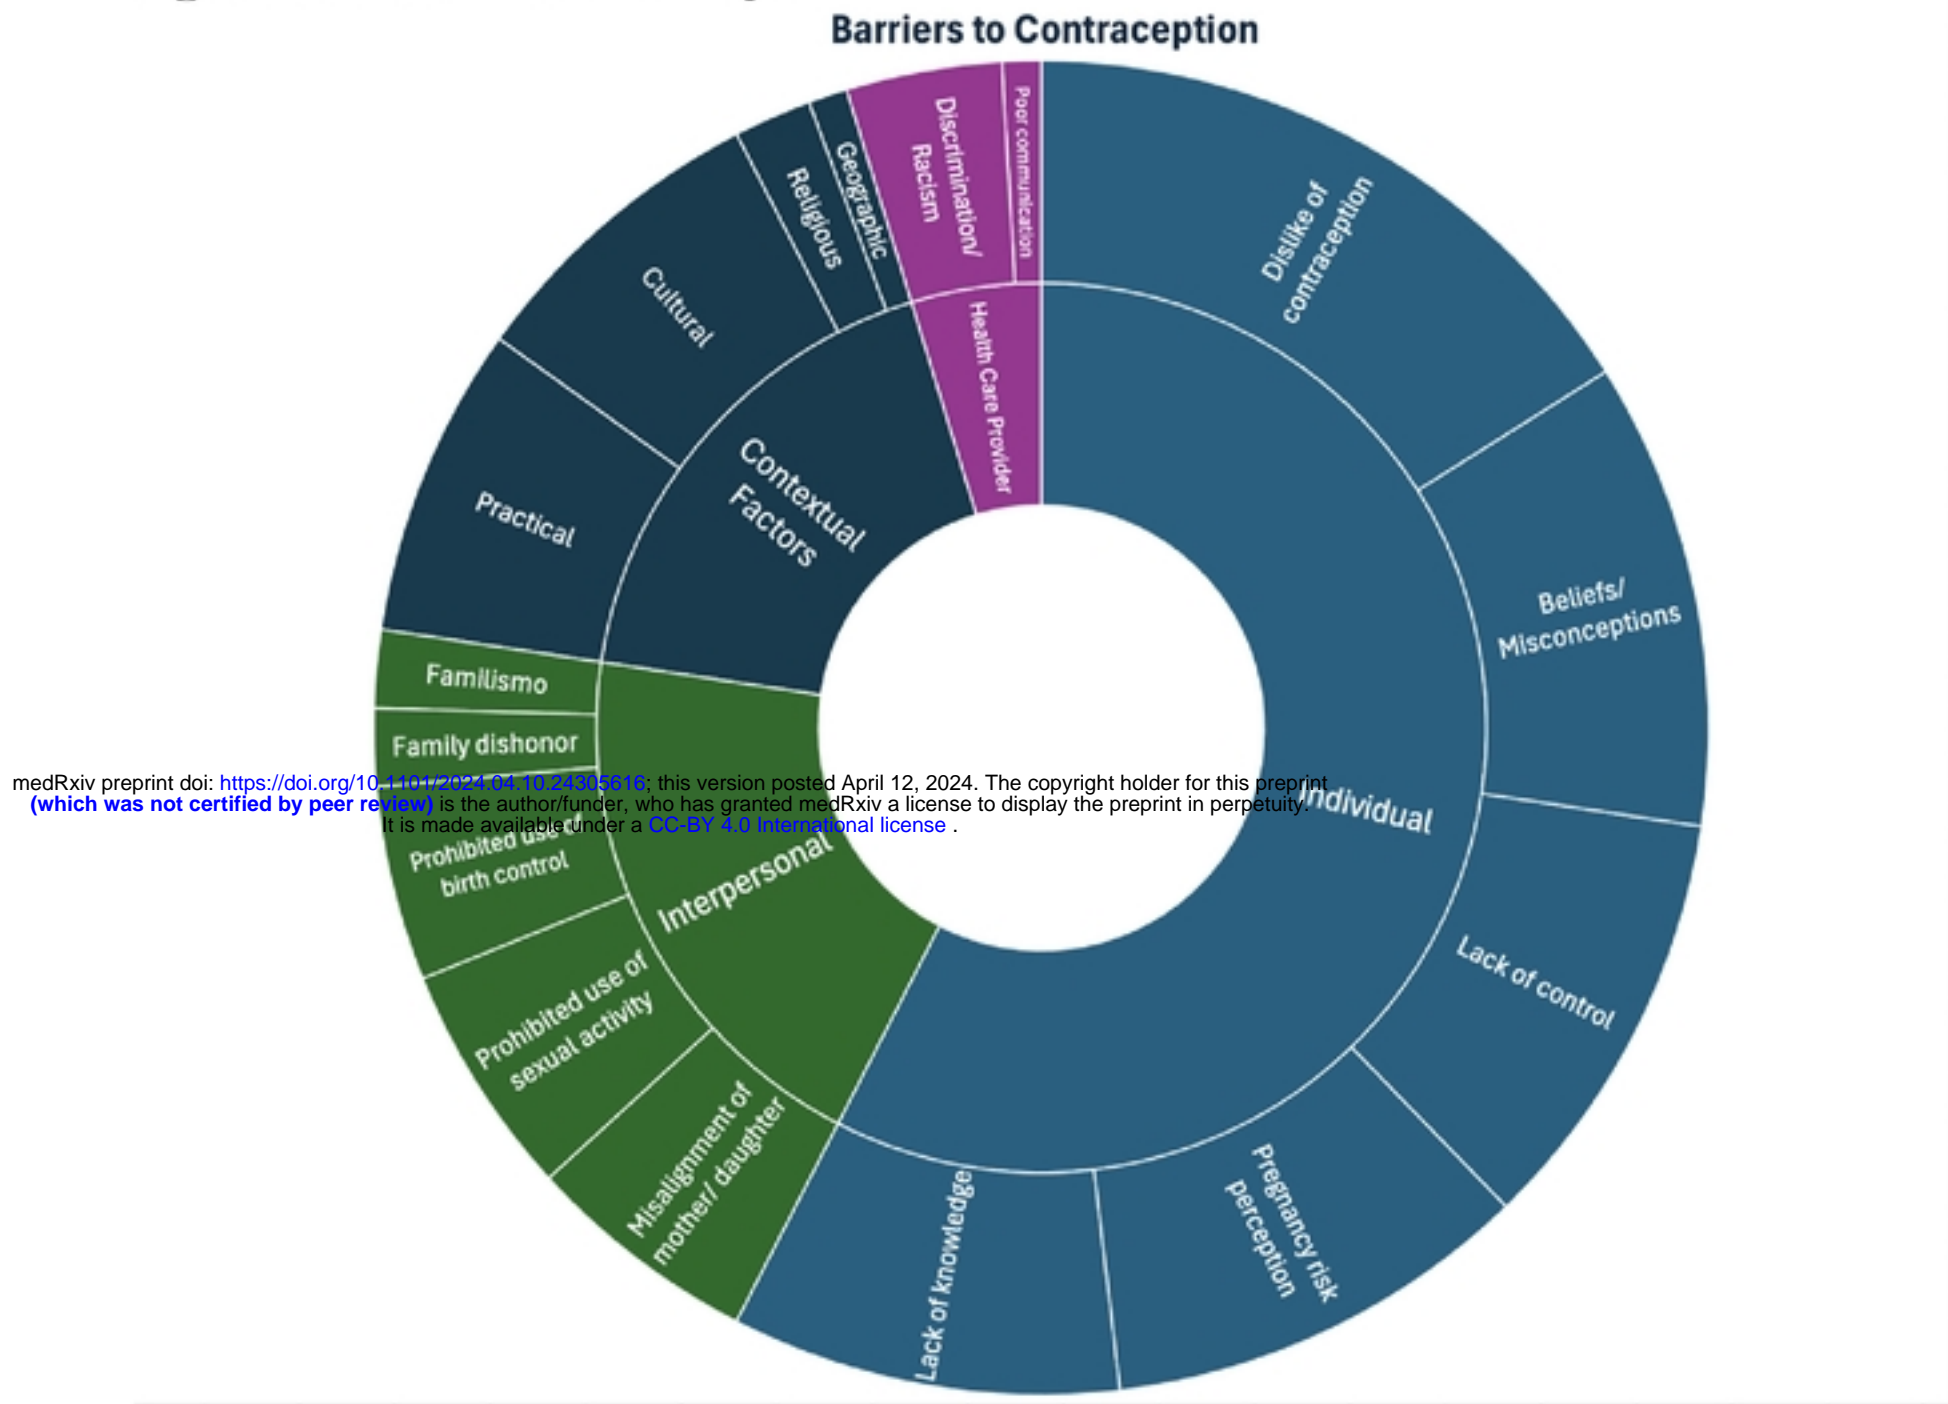 Barriers to Contraception
Poor communication
Discrimination/
Racism
Geographic
Religious
Cultural
Practical
Contextual
Factors
Health Care Provider
Dislike of
contraception
Beliefs/
Misconceptions
Lack of control
Pregnancy risk
perception
Lack of knowledge
Individual
Familismo
Family dishonor
medRxiv preprint doi: https://doi.org/10.1101/2024.04.10.24305616; this version posted April 12, 2024. The copyright holder for this preprint
(which was not certified by peer review) is the author/funder, who has granted medRxiv a license to display the preprint in perpetuity.
It is made available under a CC-BY 4.0 International license .
Prohibited use of
birth control
Interpersonal
Prohibited use of
sexual activity
Misalignment of
mother/ daughter